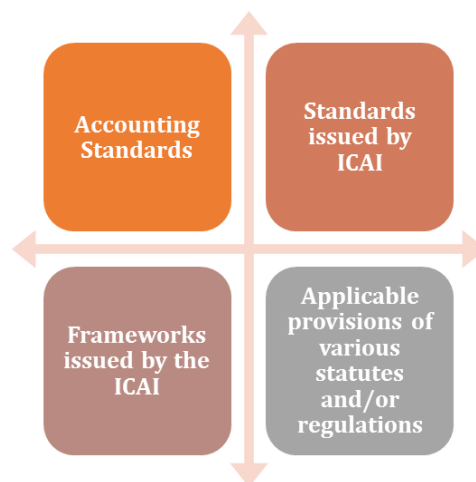 Accounting
Standards
Standards
issued by
ICAI
Frameworks
issued by the
ICAI
Applicable
provisions of
various
statutes
and/or
regulations